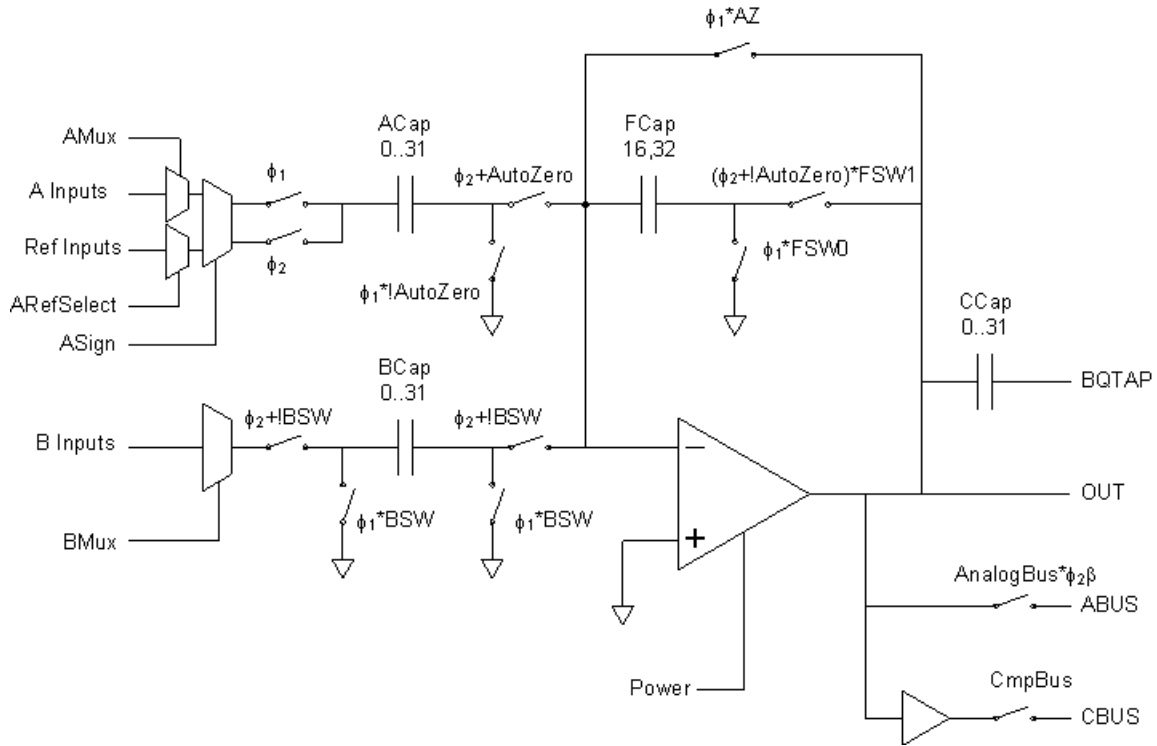 ϕ₁*AZ
ACap
0..31
FCap
16,32
AMux
ϕ₂+AutoZero
(ϕ₂+!AutoZero)*FSW1
A Inputs
ϕ₁
Ref Inputs
ϕ₂
ϕ₁*FSW0
ARefSelect
ϕ₁*!AutoZero
ASign
CCap
0..31
BCap
0..31
BQTAP
B Inputs
ϕ₂+!BSW
ϕ₂+!BSW
−
OUT
ϕ₁*BSW
ϕ₁*BSW
BMux
+
AnalogBus*ϕ₂β
ABUS
Power
CmpBus
CBUS